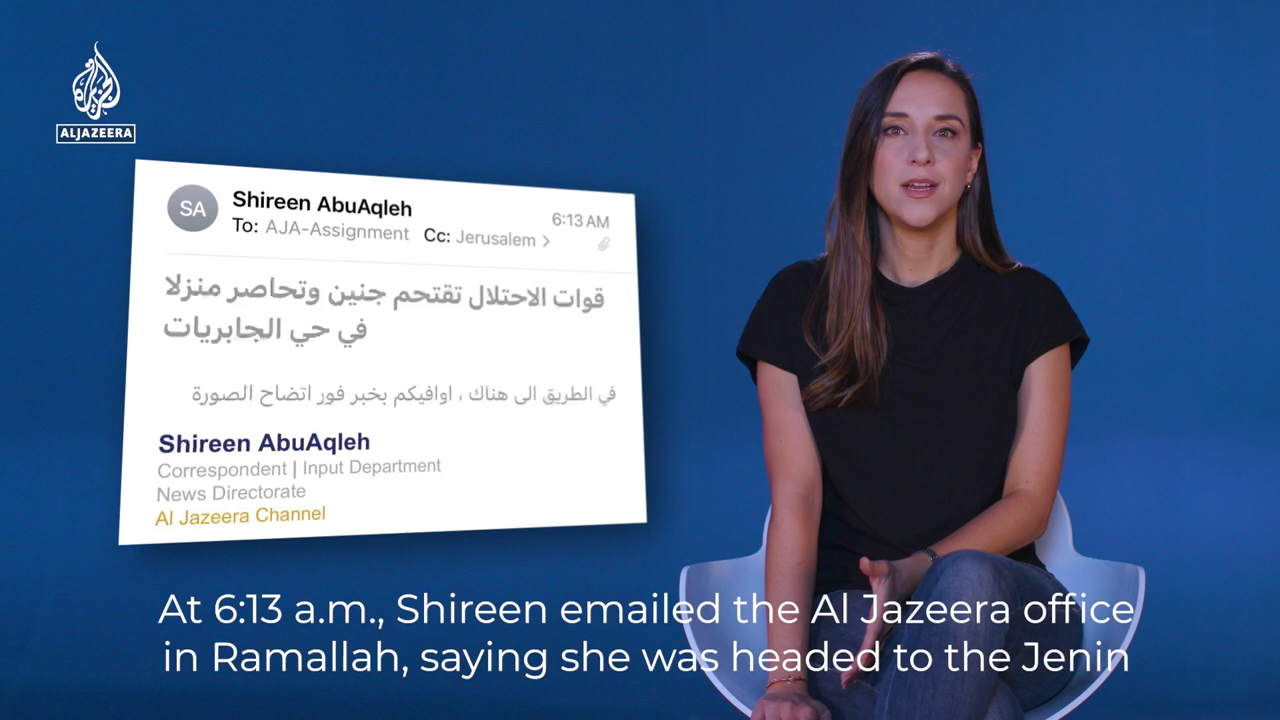 ALJAZEERA
SA
Shireen AbuAqleh
6:13 AM
To: AJA-Assignment Cc: Jerusalem >
قوات الاحتلال تقتحم جنين وتحاصر منزلا
في حي الجابريات
في الطريق الى هناك ، اوافيكم بخبر فور اتضاح الصورة
Shireen AbuAqleh
Correspondent | Input Department
News Directorate
Al Jazeera Channel
At 6:13 a.m., Shireen emailed the Al Jazeera office
in Ramallah, saying she was headed to the Jenin